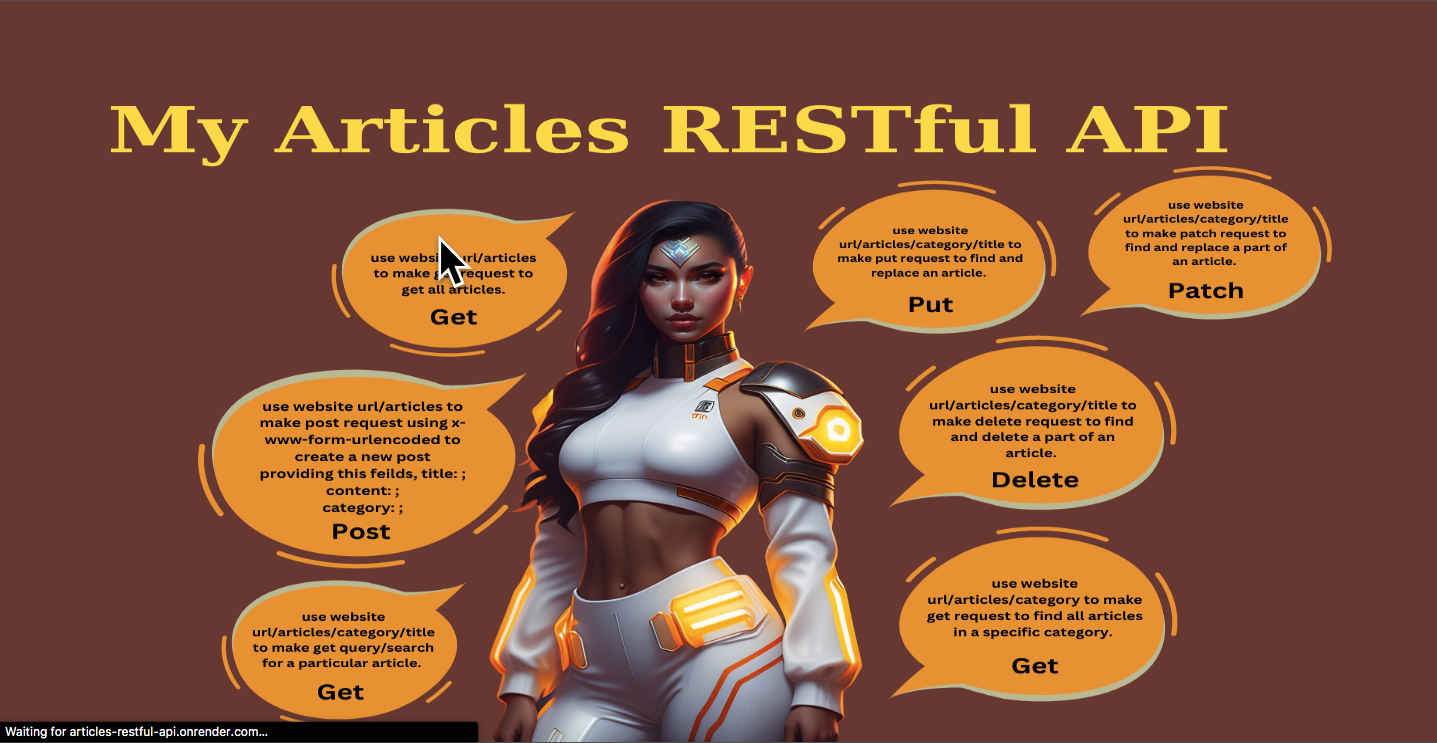 My Articles RESTful API
use website url/articles
to make get request to
get all articles.
Get
use website
url/articles/category/title to
make put request to find and
replace an article.
Put
use website
url/articles/category/title
to make patch request to
find and replace a part of
an article.
Patch
use website url/articles to
make post request using x-
www-form-urlencoded to
create a new post
providing this feilds, title: ;
content: ;
category: ;
Post
use website
url/articles/category/title to
make delete request to find
and delete a part of an
article.
Delete
use website
url/articles/category/title
to make get query/search
for a particular article.
Get
use website
url/articles/category to make
get request to find all articles
in a specific category.
Get
Waiting for articles-restful-api.onrender.com...